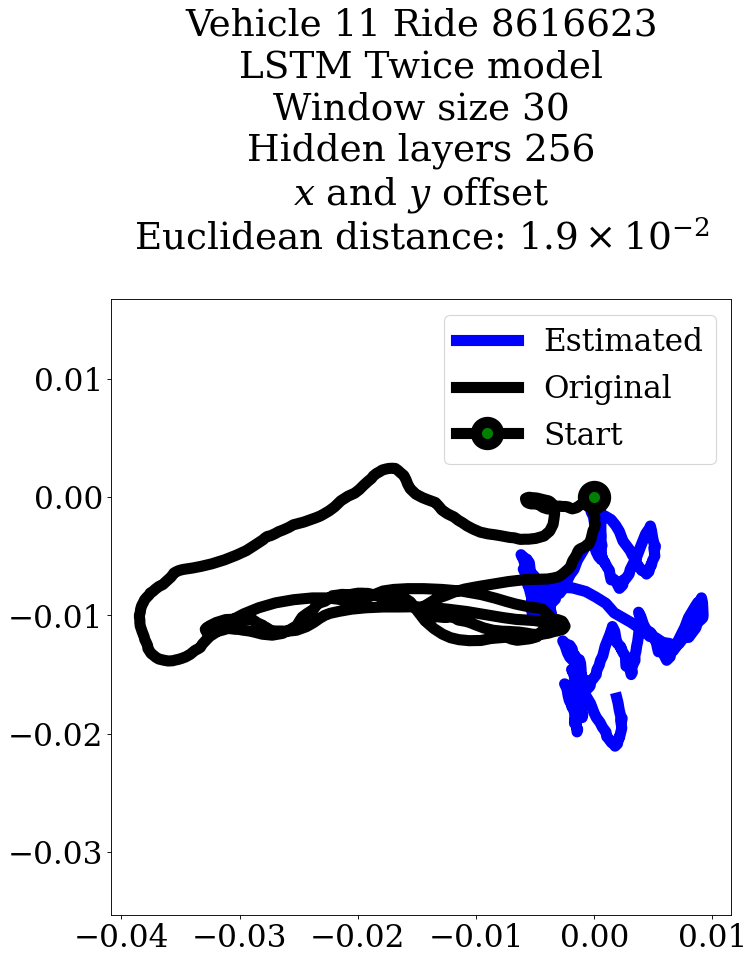 Vehicle 11 Ride 8616623
LSTM Twice model
Window size 30
Hidden layers 256
x and y offset
Euclidean distance: 1.9 × 10⁻²
Estimated
Original
Start
0.01
0.00
−0.01
−0.02
−0.03
−0.04 −0.03 −0.02 −0.01 0.00 0.01